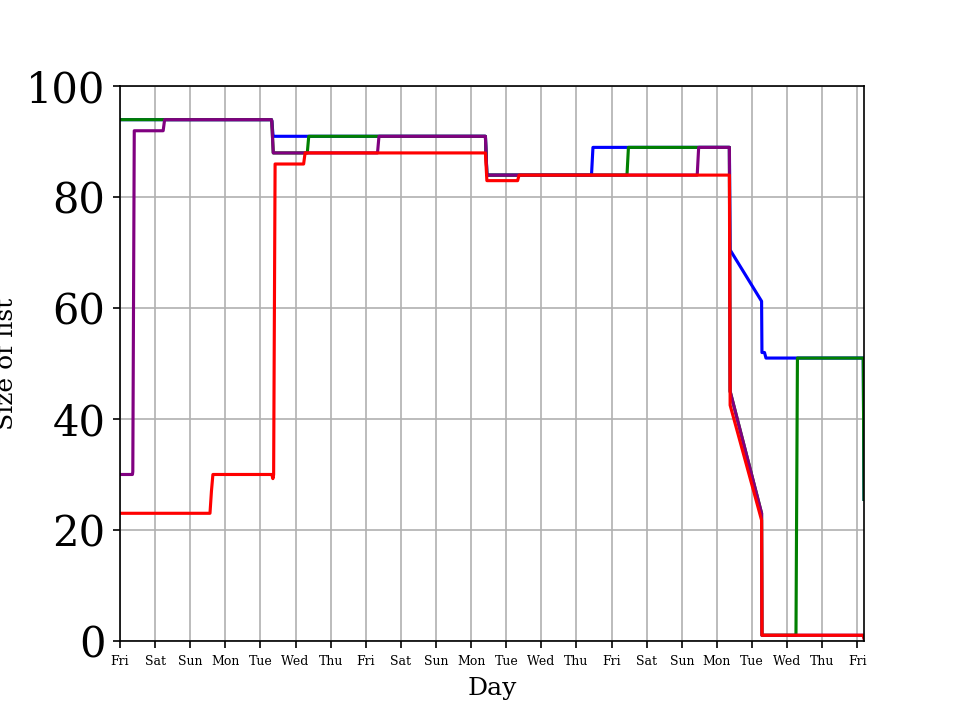 100
80
60
40
20
0
Size of list
Fri Sat Sun Mon Tue Wed Thu Fri Sat Sun Mon Tue Wed Thu Fri Sat Sun Mon Tue Wed Thu Fri
Day